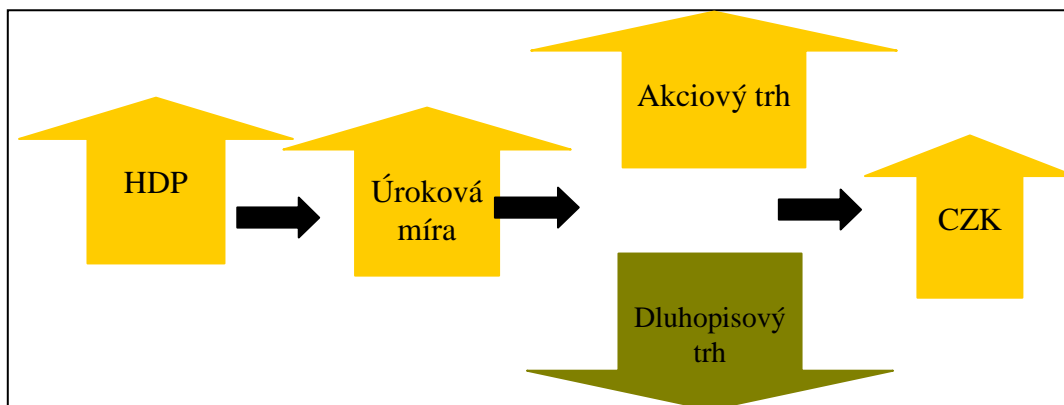 HDP
Úroková
míra
Akciový trh
Dluhopisový
trh
CZK